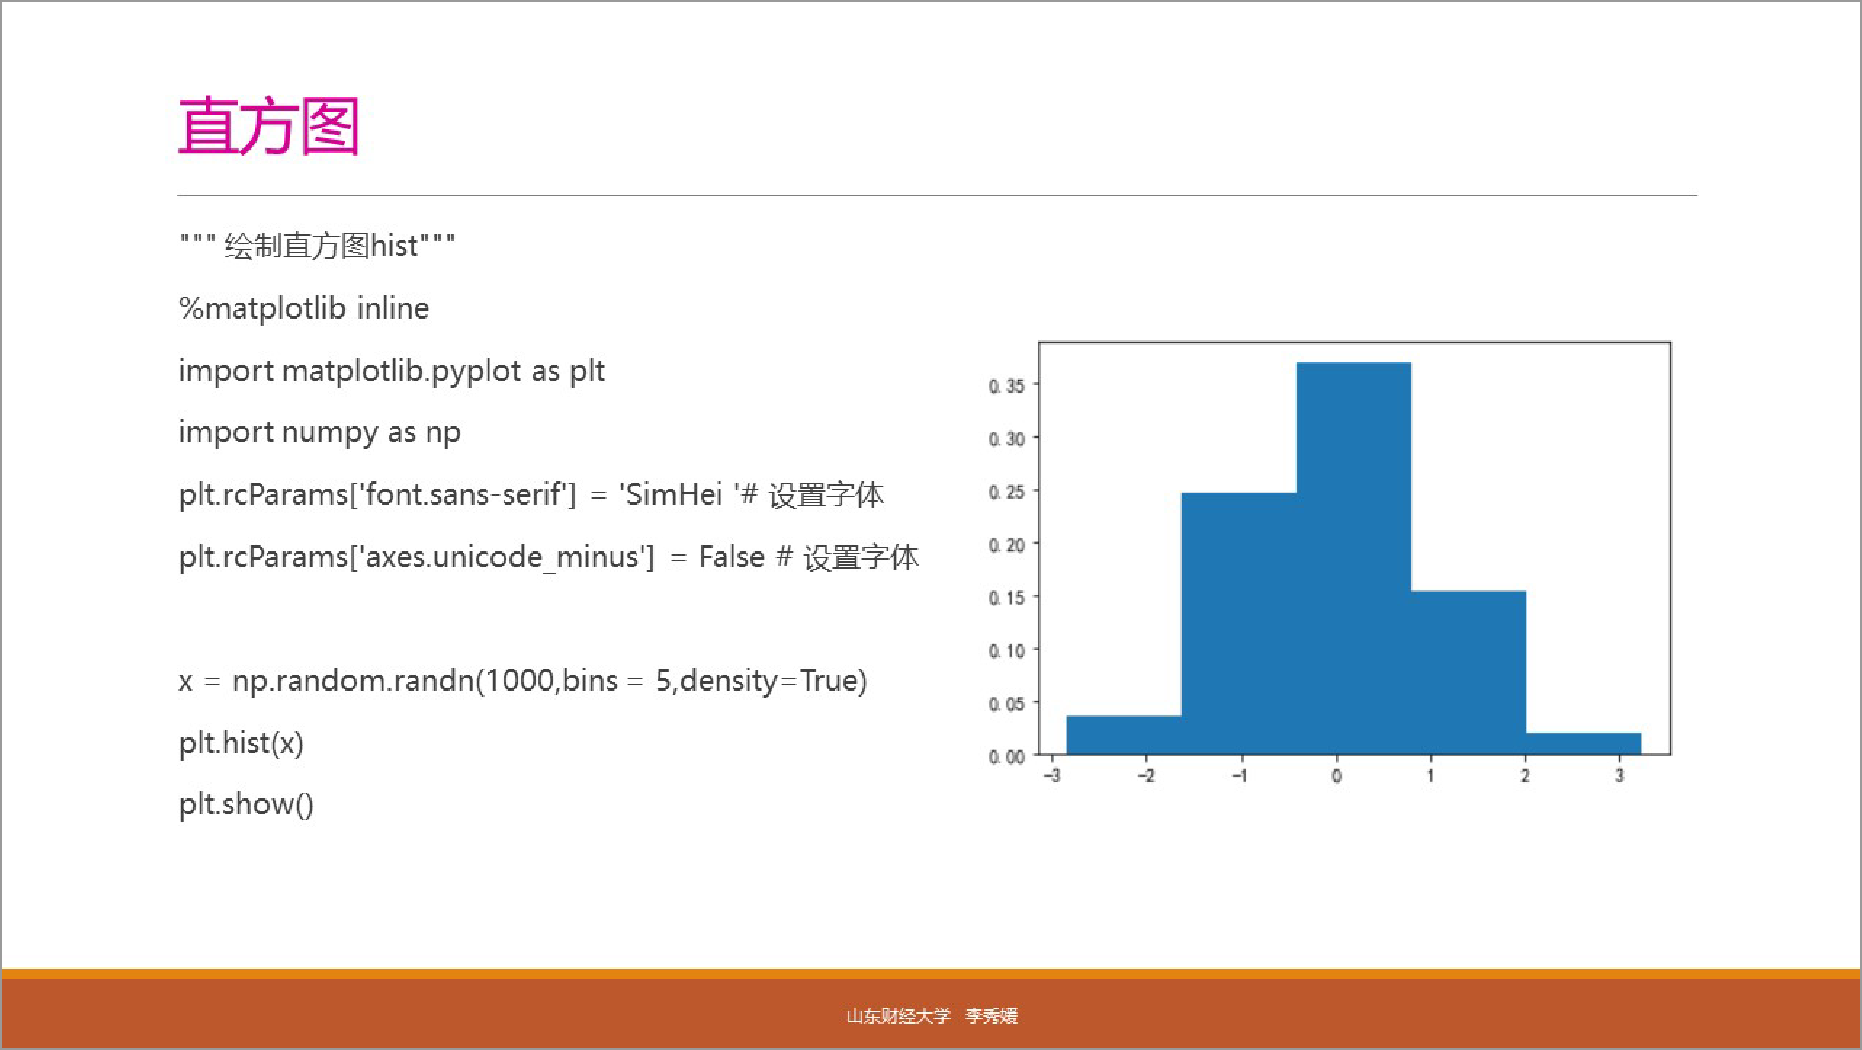 直方图
""" 绘制直方图hist"""
%matplotlib inline
import matplotlib.pyplot as plt
import numpy as np
plt.rcParams['font.sans-serif'] = 'SimHei '# 设置字体
plt.rcParams['axes.unicode_minus'] = False # 设置字体
x = np.random.randn(1000,bins = 5,density=True)
plt.hist(x)
plt.show()
0.35
0.30
0.25
0.20
0.15
0.10
0.05
0.00
−3 −2 −1 0 1 2 3
山东财经大学 李秀媛